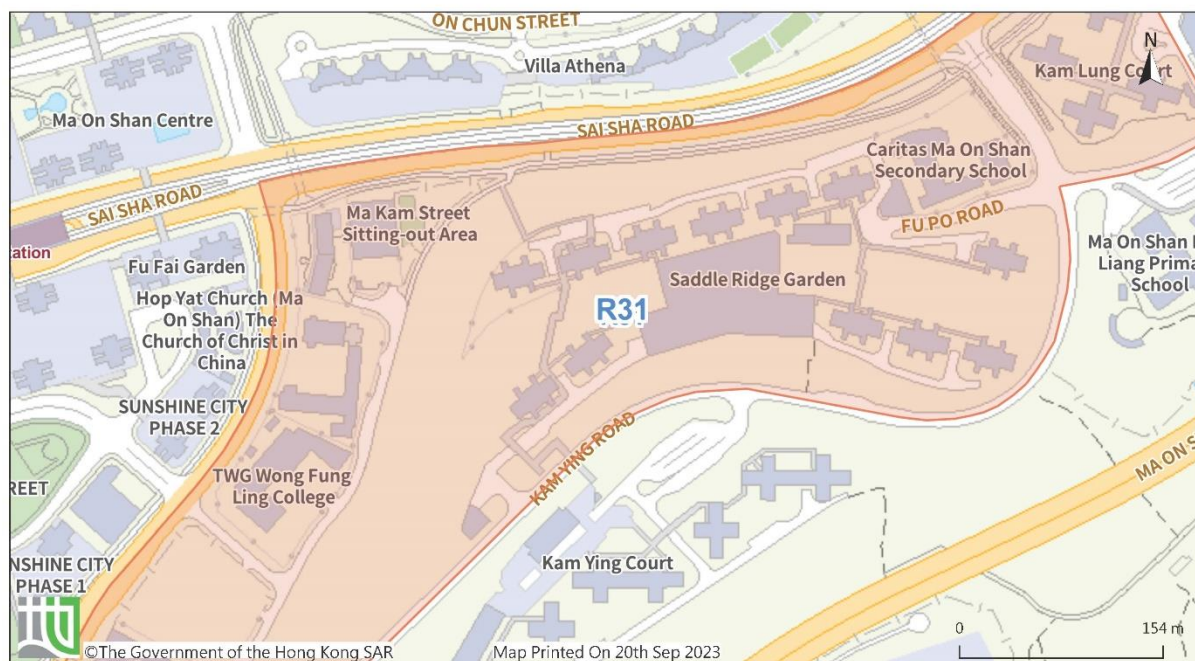 ON CHUN STREET
N
Villa Athena
Kam Lung Court
Ma On Shan Centre
SAI SHA ROAD
Caritas Ma On Shan
Secondary School
SAI SHA ROAD
Ma Kam Street
Sitting-out Area
FU PO ROAD
ation
Fu Fai Garden
Ma On Shan
Liang Prima
School
Saddle Ridge Garden
Hop Yat Church (Ma
On Shan) The
Church of Christ in
China
R31
SUNSHINE CITY
PHASE 2
KAM YING ROAD
MA ON S
REET
TWG Wong Fung
Ling College
NSHINE CITY
PHASE 1
Kam Ying Court
0
154 m
©The Government of the Hong Kong SAR
Map Printed On 20th Sep 2023